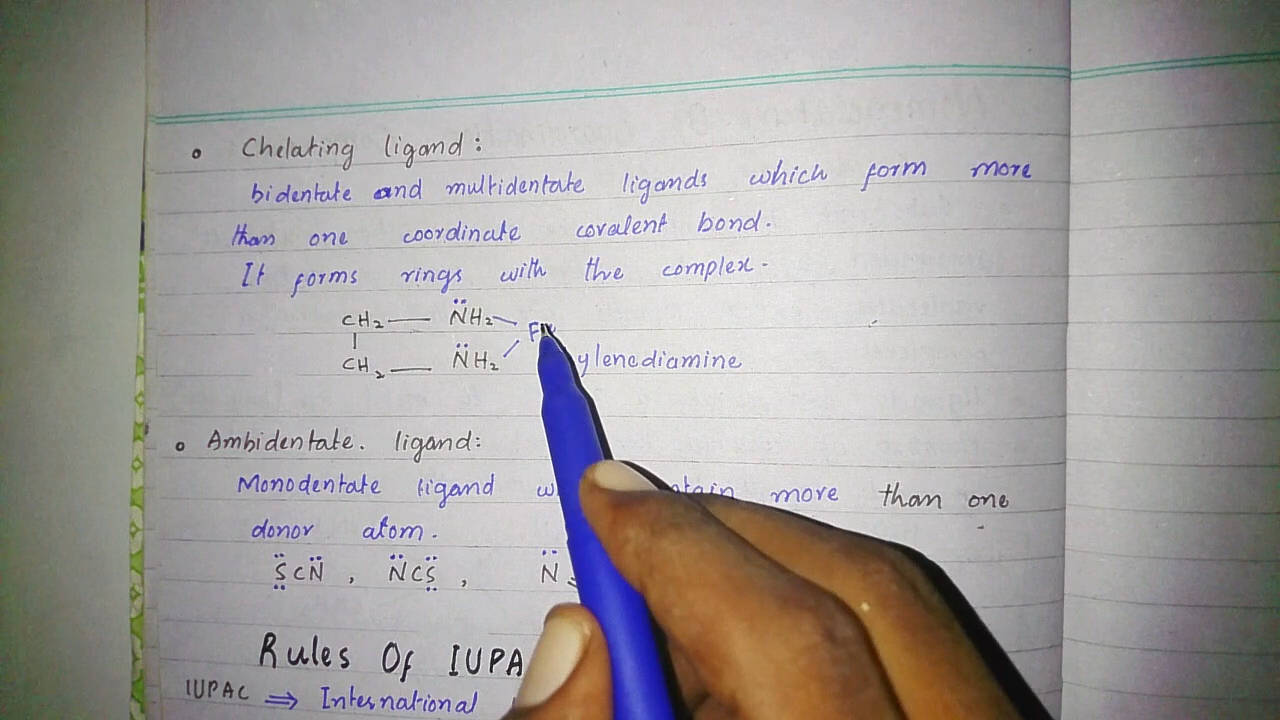 Chelating ligand:
bidentate and multidentate ligands which form more
than one coordinate covalent bond.
It forms rings with the complex.
CH₂ — N̈H₂
CH₂ — N̈H₂
ylenediamine
Ambidentate. ligand:
Monodentate ligand more than one
donor atom.
SCN, NCS, N
Rules Of IUPA
IUPAC ⇒ International